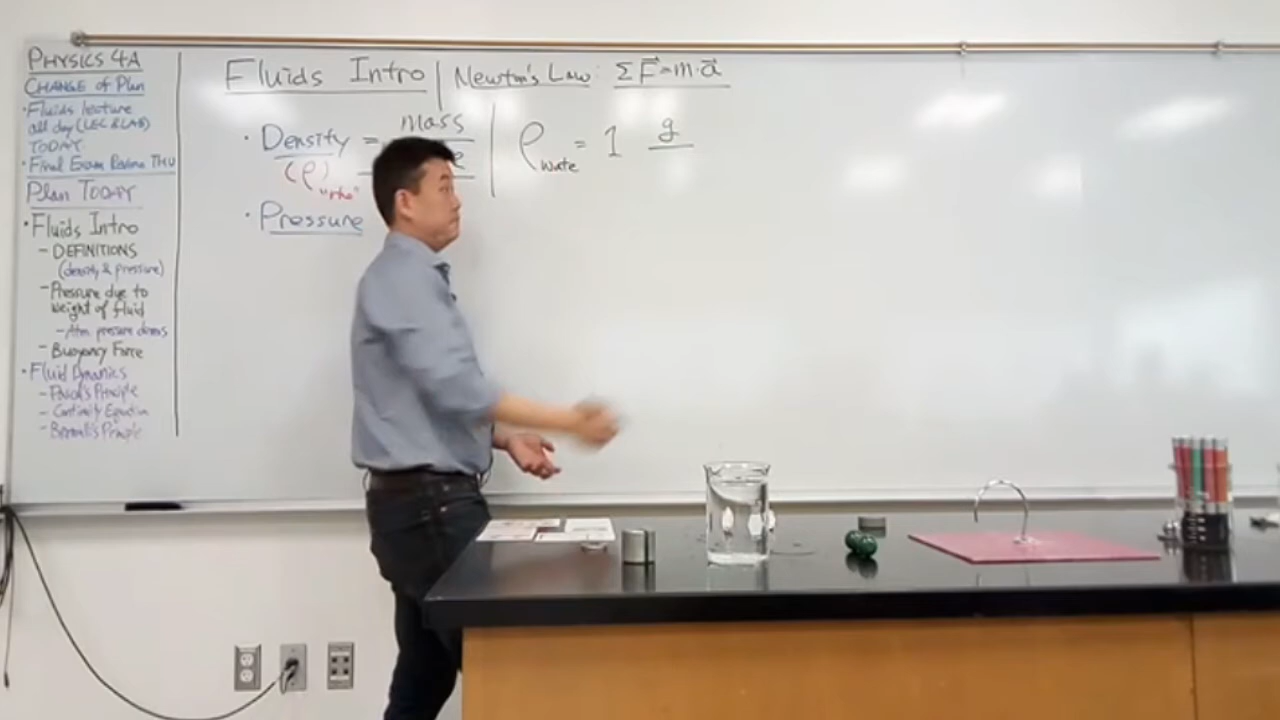 PHYSICS 4A
CHANGE of Plan
• Fluids lecture
all day (LEC & LAB)
TODAY
• Final Exam Review THU
Plan TODAY
• Fluids Intro
- DEFINITIONS
(density & pressure)
- Pressure due to
weight of fluid
- Atm. pressure demos
- Buoyancy Force
• Fluid Dynamics
- Pascal's Principle
- Continuity Equation
- Bernoulli's Principle
Fluids Intro | Newton's Law: ΣF⃗=m·a⃗
• Density = mass
(ρ) "rho"
ρwate = 1 g
• Pressure